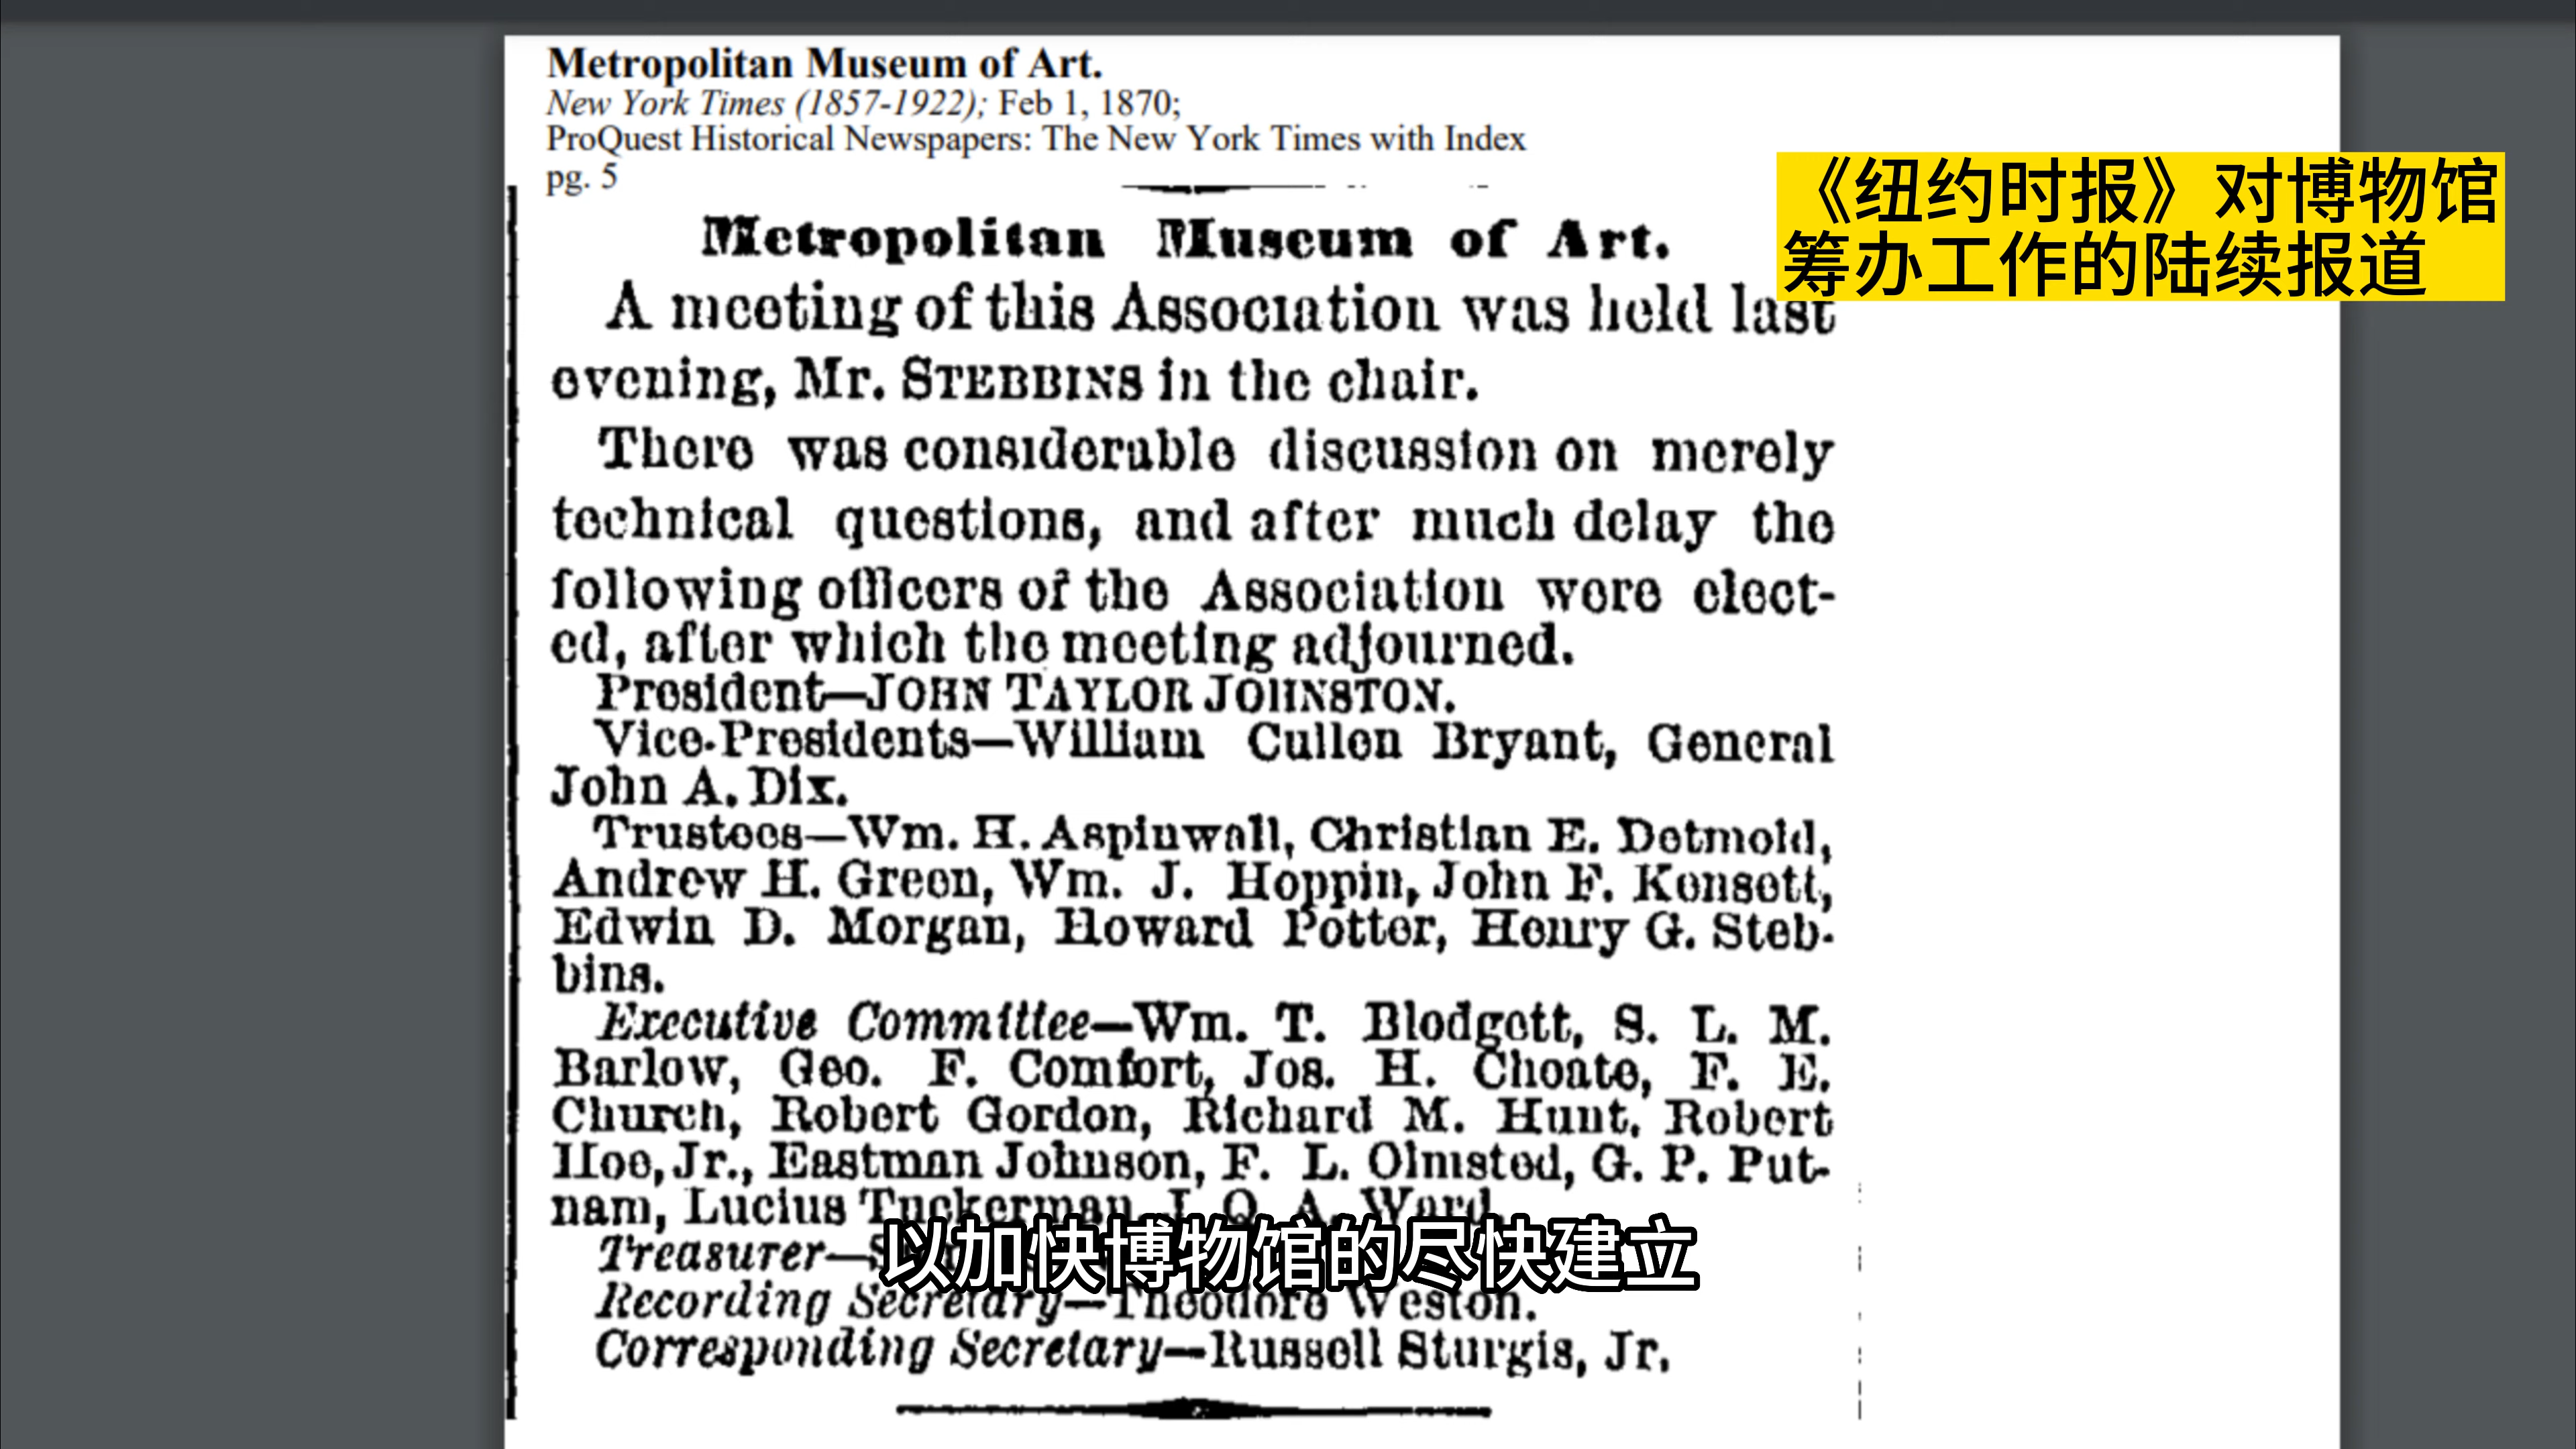 Metropolitan Museum of Art.
New York Times (1857-1922); Feb 1, 1870;
ProQuest Historical Newspapers: The New York Times with Index
pg. 5
《纽约时报》对博物馆
筹办工作的陆续报道
Metropolitan Museum of Art.
A meeting of this Association was held last
evening, Mr. STEBBINS in the chair.
There was considerable discussion on merely
technical questions, and after much delay the
following officers of the Association were elect-
ed, after which the meeting adjourned.
President—JOHN TAYLOR JOHNSTON.
Vice-Presidents—William Cullen Bryant, General
John A. Dix.
Trustees—Wm. H. Aspinwall, Christian E. Detmold,
Andrew H. Green, Wm. J. Hoppin, John F. Kensett,
Edwin D. Morgan, Howard Potter, Henry G. Steb-
bins.
Executive Committee—Wm. T. Blodgett, S. L. M.
Barlow, Geo. F. Comfort, Jos. H. Choate, F. E.
Church, Robert Gordon, Richard M. Hunt, Robert
Hoe, Jr., Eastman Johnson, F. L. Olmsted, G. P. Put-
nam, Lucius Tuckerman, J. Q. A. Ward.
Treasurer—
以加快博物馆的尽快建立
Recording Secretary—Theodore Weston.
Corresponding Secretary—Russell Sturgis, Jr.